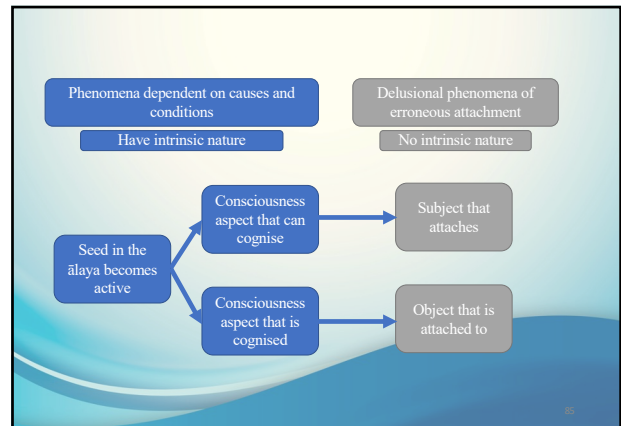 Phenomena dependent on causes and
conditions
Have intrinsic nature
Delusional phenomena of
erroneous attachment
No intrinsic nature
Seed in the
ālaya becomes
active
Consciousness
aspect that can
cognise
Subject that
attaches
Consciousness
aspect that is
cognised
Object that is
attached to
85